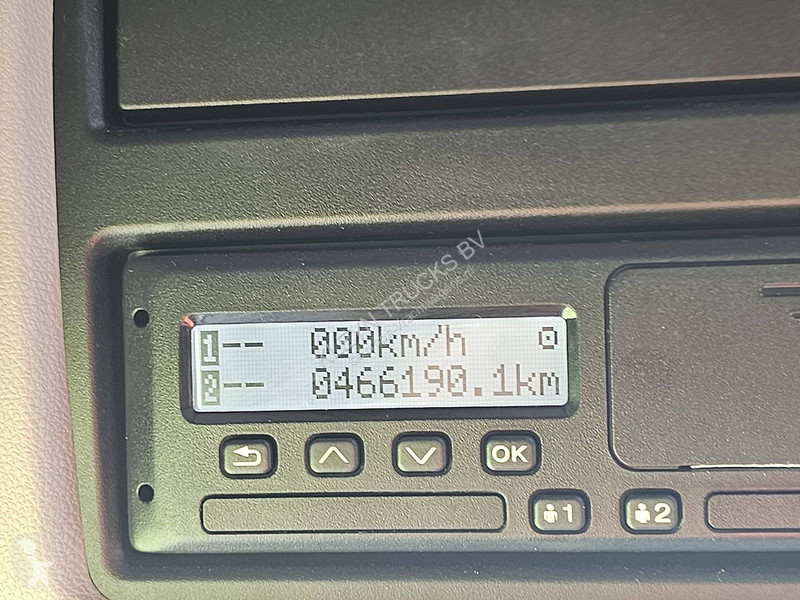 TRUCKS BV
1-- 000km/h o
2-- 0466190.1km
OK
1
2